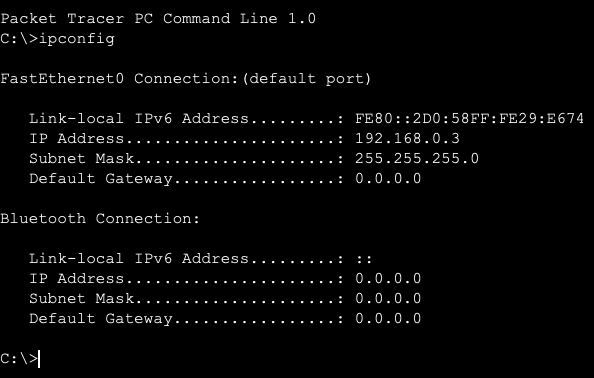 Packet Tracer PC Command Line 1.0
C:\>ipconfig
FastEthernet0 Connection:(default port)
Link-local IPv6 Address.........: FE80::2D0:58FF:FE29:E674
IP Address......................: 192.168.0.3
Subnet Mask.....................: 255.255.255.0
Default Gateway.................: 0.0.0.0
Bluetooth Connection:
Link-local IPv6 Address.........: ::
IP Address......................: 0.0.0.0
Subnet Mask.....................: 0.0.0.0
Default Gateway.................: 0.0.0.0
C:\>